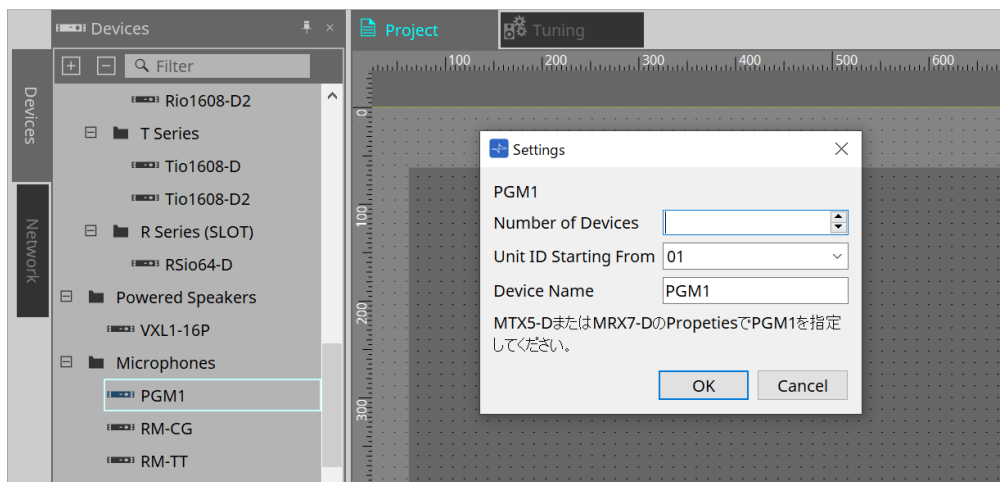 Devices
Project
Tuning
Filter
100
200
300
400
500
600
Devices
Network
Rio1608-D2
T Series
Tio1608-D
Tio1608-D2
R Series (SLOT)
RSio64-D
Powered Speakers
VXL1-16P
Microphones
PGM1
RM-CG
RM-TT
0
100
200
300
Settings
PGM1
Number of Devices
Unit ID Starting From 01
Device Name PGM1
MTX5-DまたはMRX7-DのPropetiesでPGM1を指定
してください。
OK Cancel